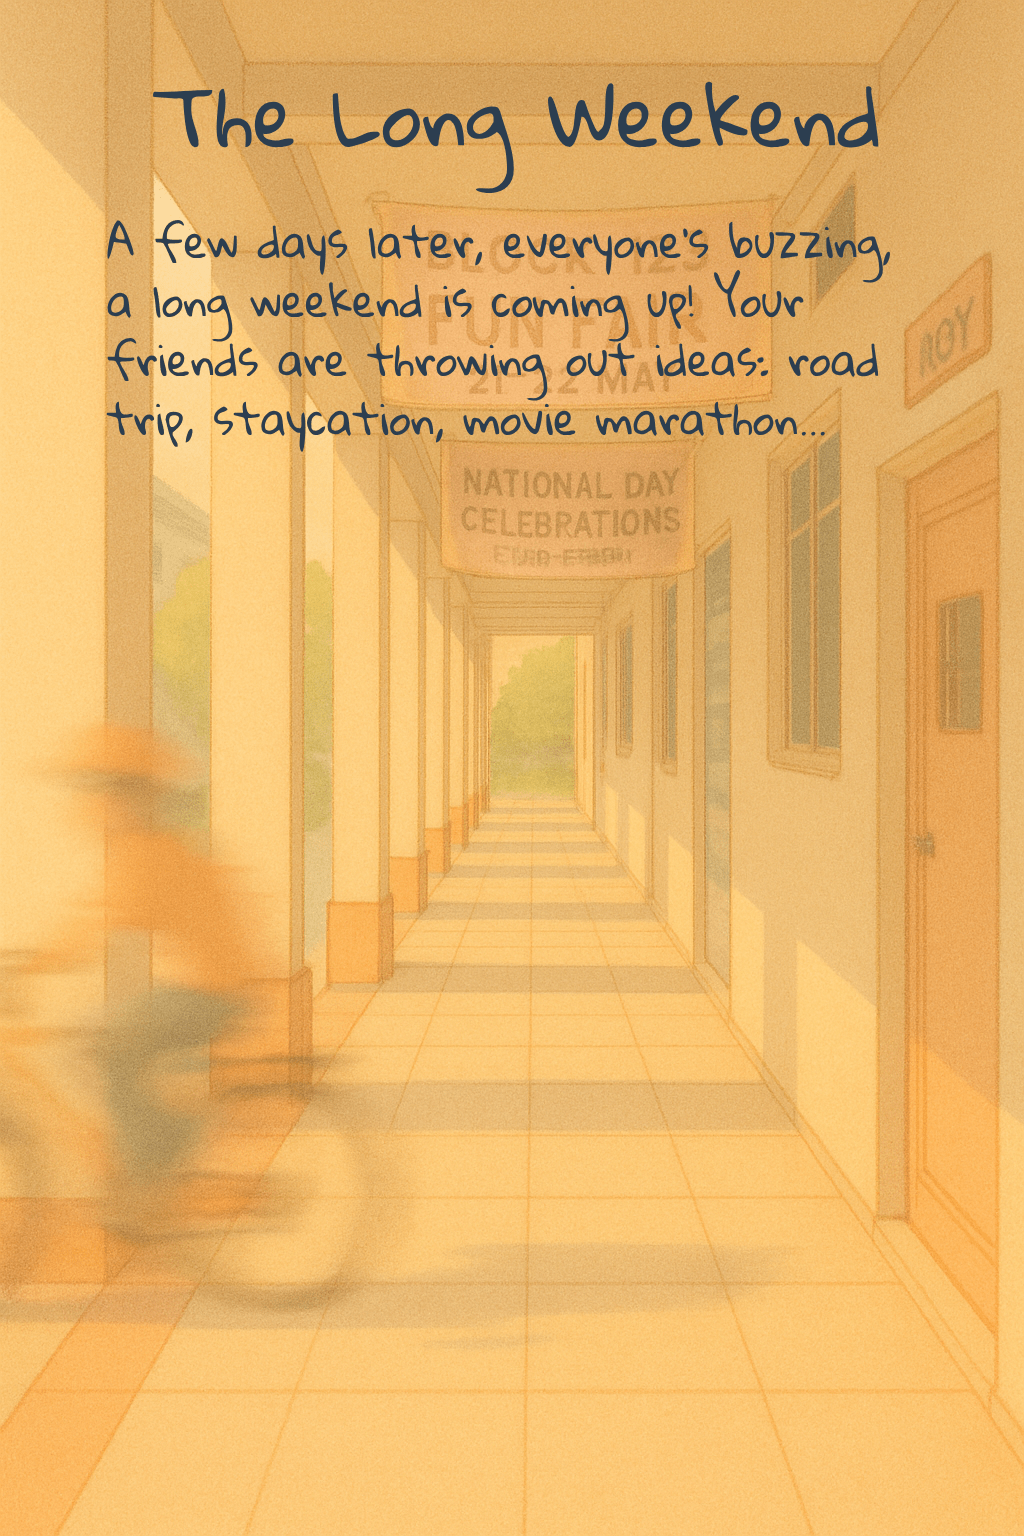 The Long Weekend
A few days later, everyone's buzzing,
a long weekend is coming up! Your
friends are throwing out ideas: road
trip, staycation, movie marathon...
BLOCK 123
FUN FAIR
21-22 MAY
ROY
NATIONAL DAY
CELEBRATIONS